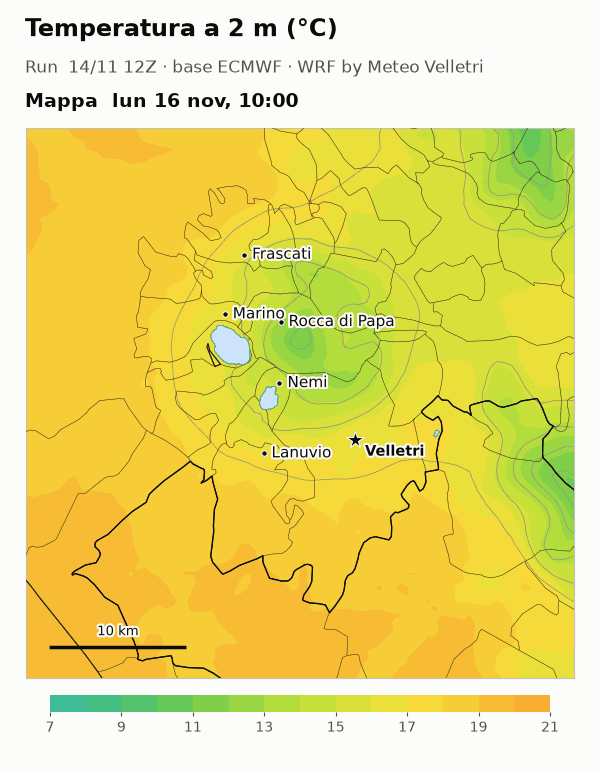 Temperatura a 2 m (°C)
Run  14/11 12Z · base ECMWF · WRF by Meteo Velletri
Mappa  lun 16 nov, 10:00
Frascati
Marino
Rocca di Papa
Nemi
Velletri
Lanuvio
10 km
7 9 11 13 15 17 19 21